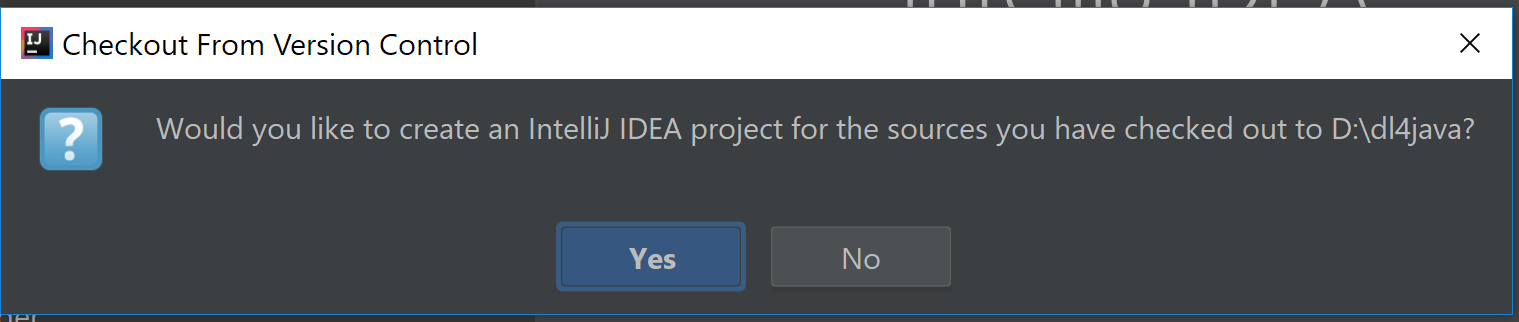 IJ
Checkout From Version Control
Would you like to create an IntelliJ IDEA project for the sources you have checked out to D:\dl4java?
Yes
No